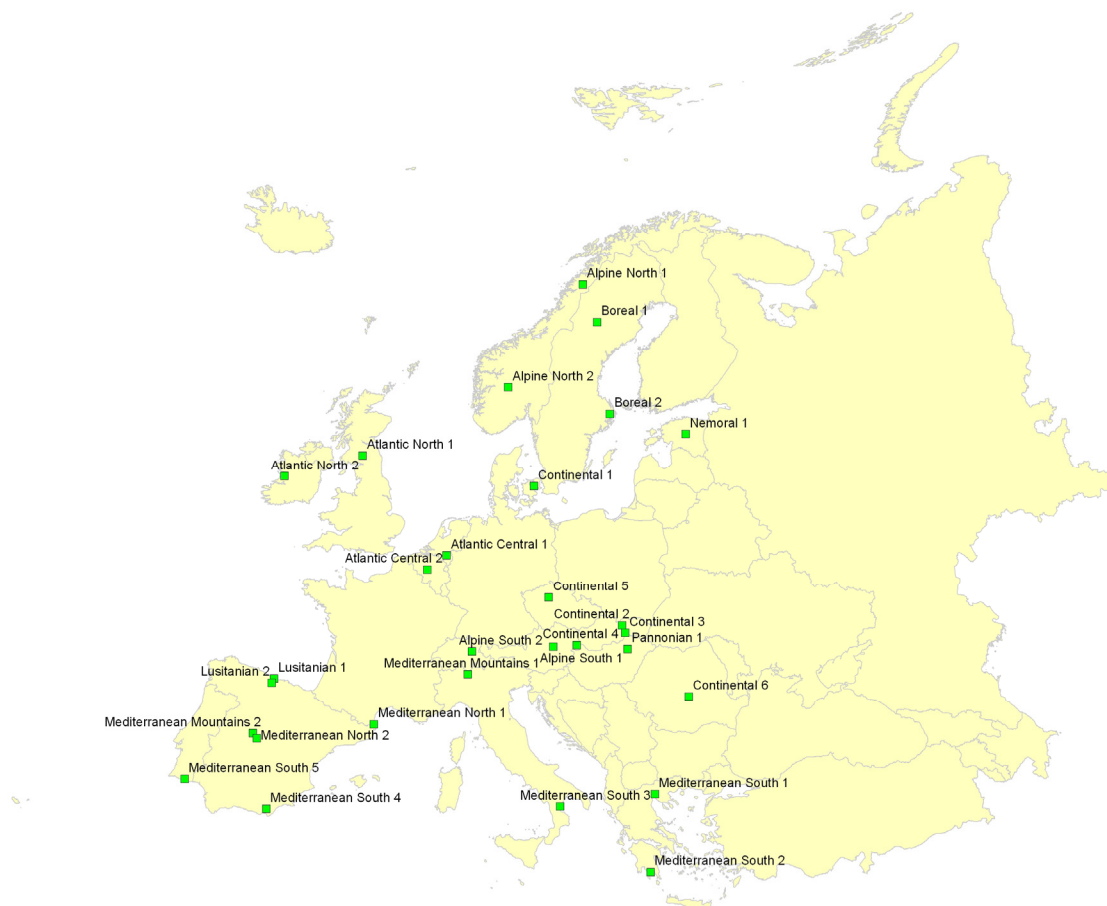 Alpine North 1
Boreal 1
Alpine North 2
Boreal 2
Nemoral 1
Atlantic North 1
Atlantic North 2
Continental 1
Atlantic Central 1
Atlantic Central 2
Continental 5
Continental 2
Continental 3
Continental 4
Pannonian 1
Alpine South 2
Alpine South 1
Mediterranean Mountains 1
Lusitanian 1
Lusitanian 2
Continental 6
Mediterranean North 1
Mediterranean Mountains 2
Mediterranean North 2
Mediterranean South 5
Mediterranean South 1
Mediterranean South 3
Mediterranean South 4
Mediterranean South 2